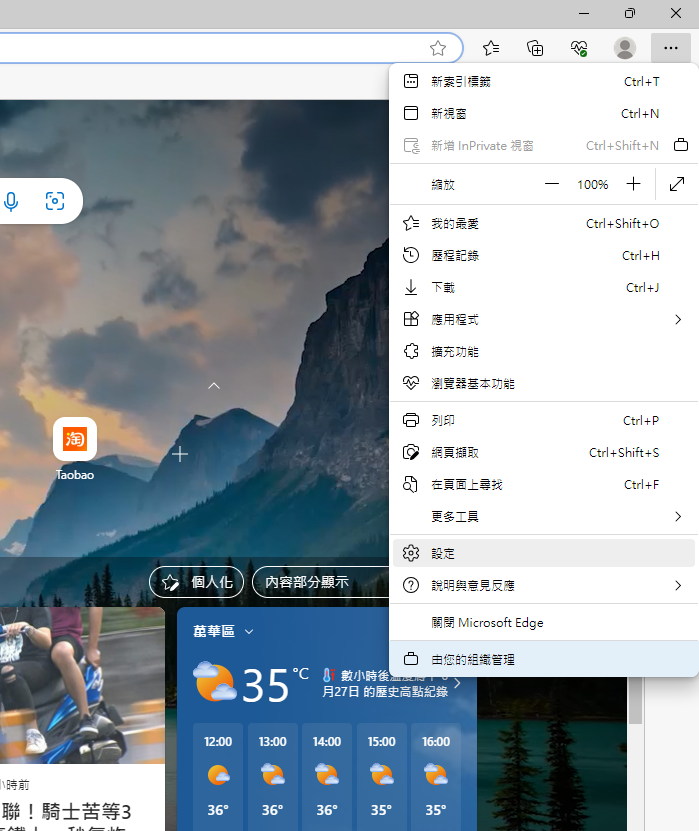 新索引標籤 Ctrl+T
新視窗 Ctrl+N
新增 InPrivate 視窗 Ctrl+Shift+N
縮放 100%
我的最愛 Ctrl+Shift+O
歷程記錄 Ctrl+H
下載 Ctrl+J
應用程式
擴充功能
瀏覽器基本功能
列印 Ctrl+P
網頁擷取 Ctrl+Shift+S
在頁面上尋找 Ctrl+F
更多工具
設定
說明與意見反應
關閉 Microsoft Edge
由您的組織管理
淘
Taobao
個人化
內容部分顯示
萬華區
35°C
數小時後溫度將
月27日 的歷史高點紀錄
12:00 13:00 14:00 15:00 16:00
36° 36° 36° 35° 35°
小時前
聯！騎士苦等3